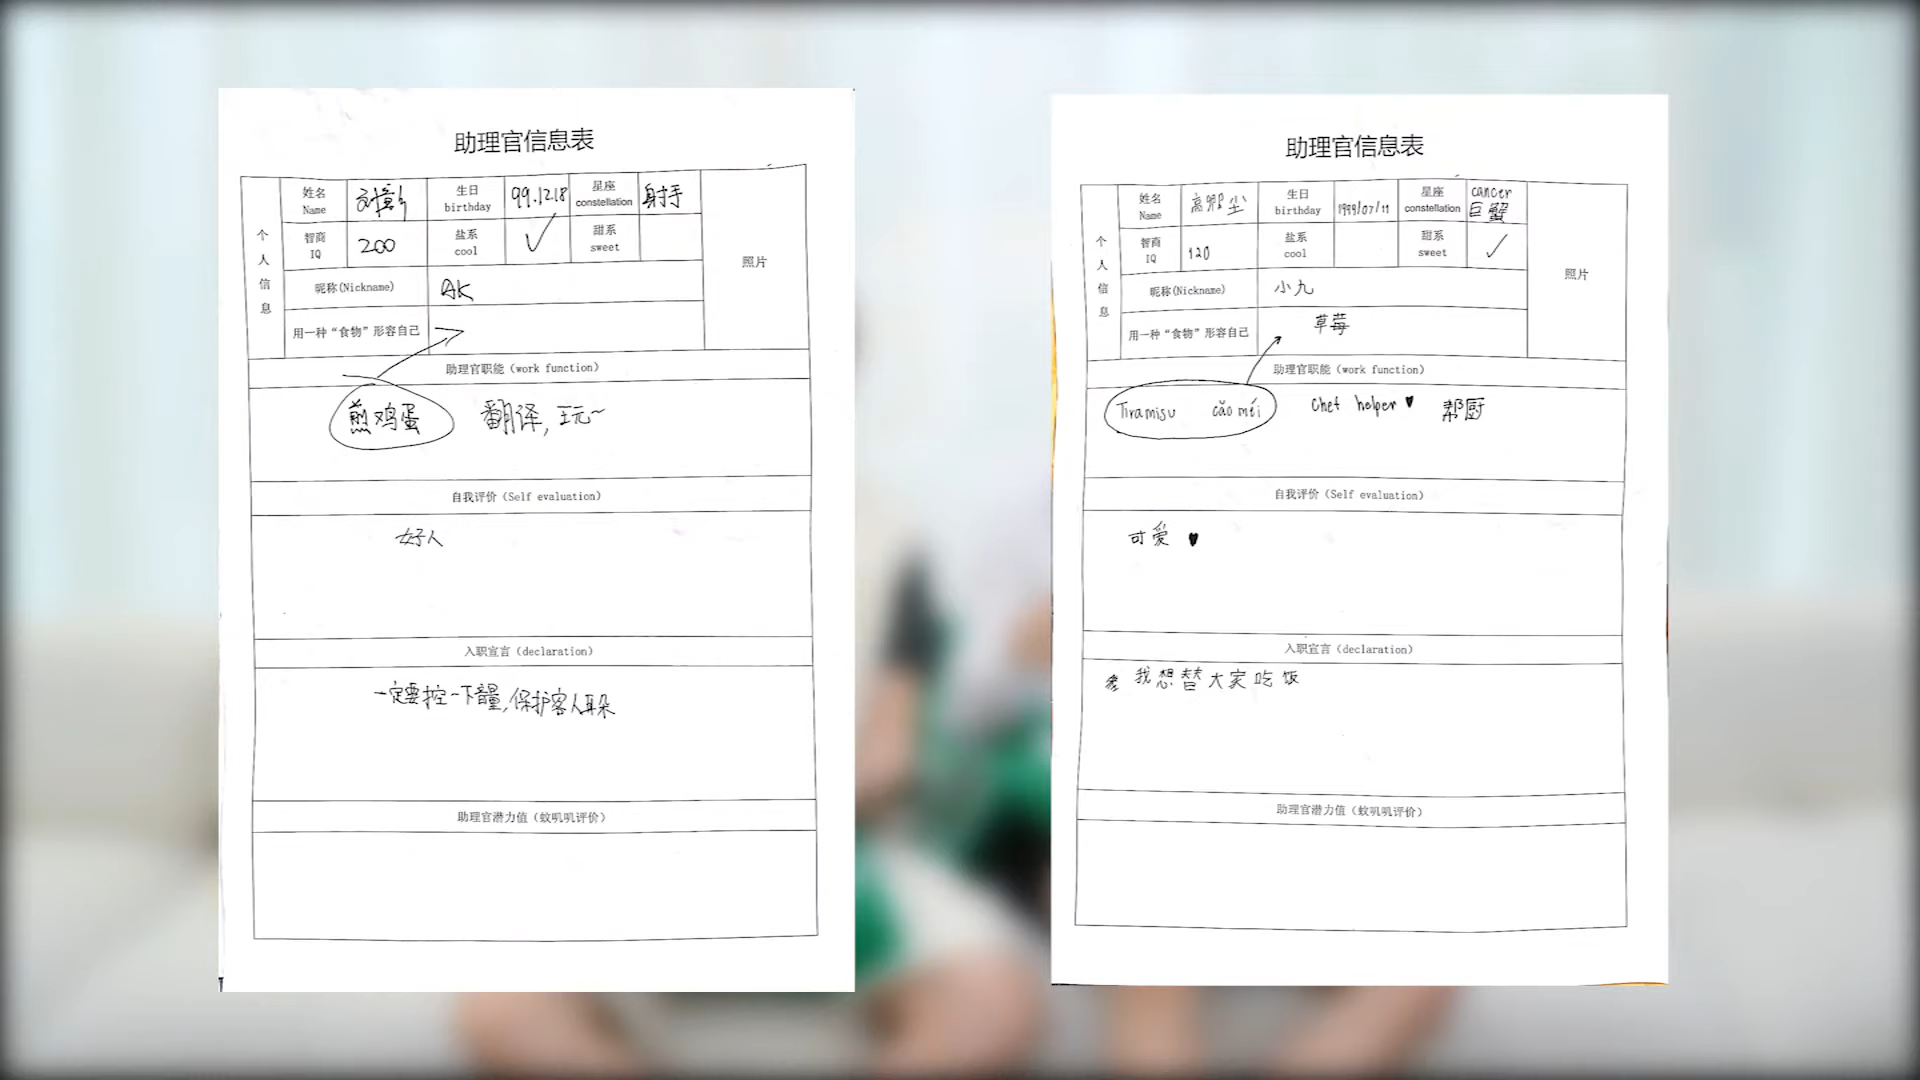 助理官信息表
个人信息
姓名 Name 刘彰 生日 birthday 99.12.18 星座 constellation 射手
智商 IQ 200 盐系 cool ✓ 甜系 sweet
照片
昵称(Nickname) AK
用一种“食物”形容自己
助理官职能(work function)
煎鸡蛋 翻译,玩~
自我评价(Self evaluation)
好人
入职宣言(declaration)
一定要控一下音量,保护客人耳朵
助理官潜力值(蚊叽叽评价)
助理官信息表
个人信息
姓名 Name 高卿尘 生日 birthday 1999/07/11 星座 constellation cancer 巨蟹
智商 IQ 120 盐系 cool 甜系 sweet ✓
照片
昵称(Nickname) 小九
用一种“食物”形容自己 草莓
助理官职能(work function)
Tiramisu cǎo méi Chef helper ♥ 帮厨
自我评价(Self evaluation)
可爱 ♥
入职宣言(declaration)
我想替大家吃饭
助理官潜力值(蚊叽叽评价)